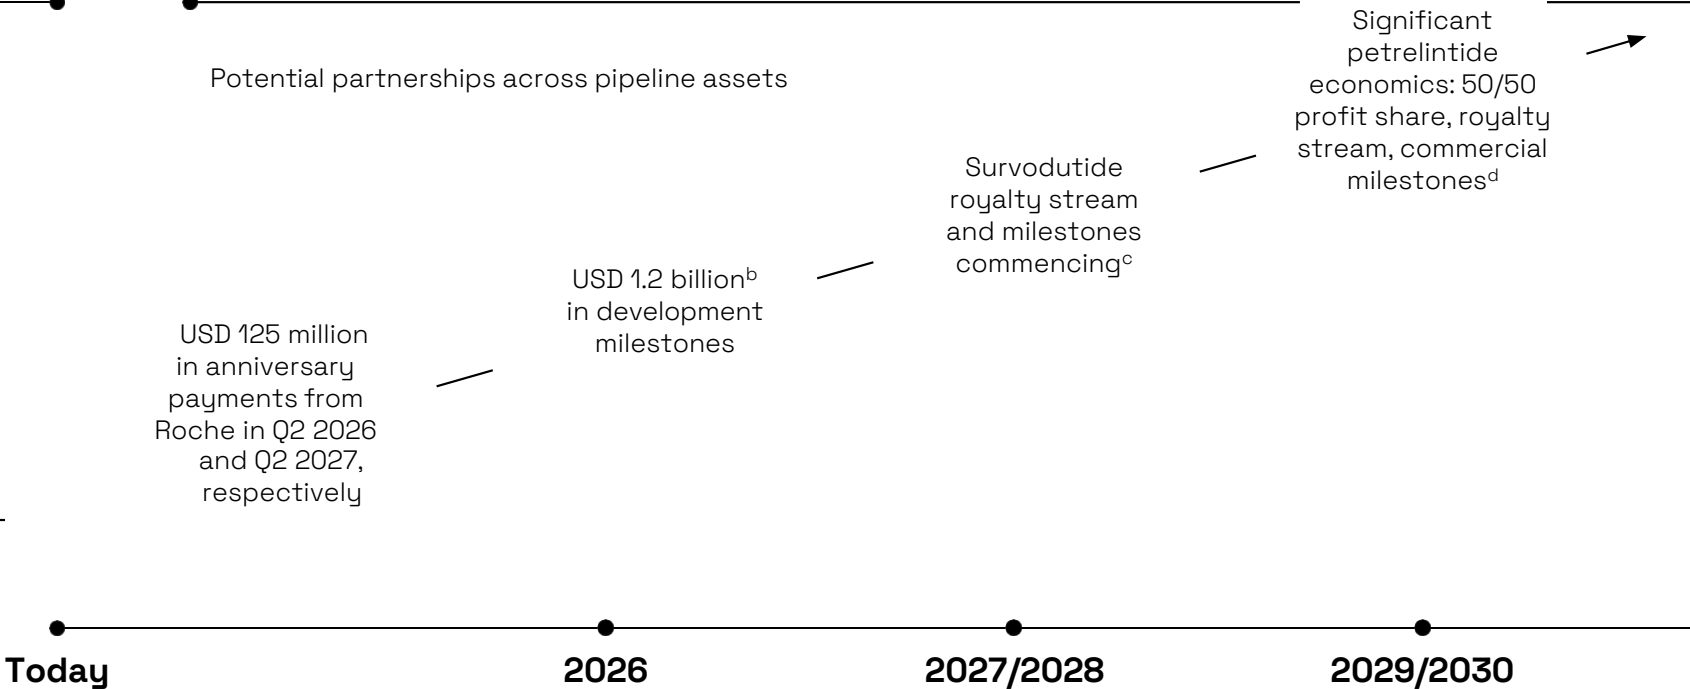 Potential partnerships across pipeline assets
Significant
petrelintide
economics: 50/50
profit share, royalty
stream, commercial
milestonesᵈ
Survodutide
royalty stream
and milestones
commencingᶜ
USD 1.2 billionᵇ
in development
milestones
USD 125 million
in anniversary
payments from
Roche in Q2 2026
and Q2 2027,
respectively
Today
2026
2027/2028
2029/2030